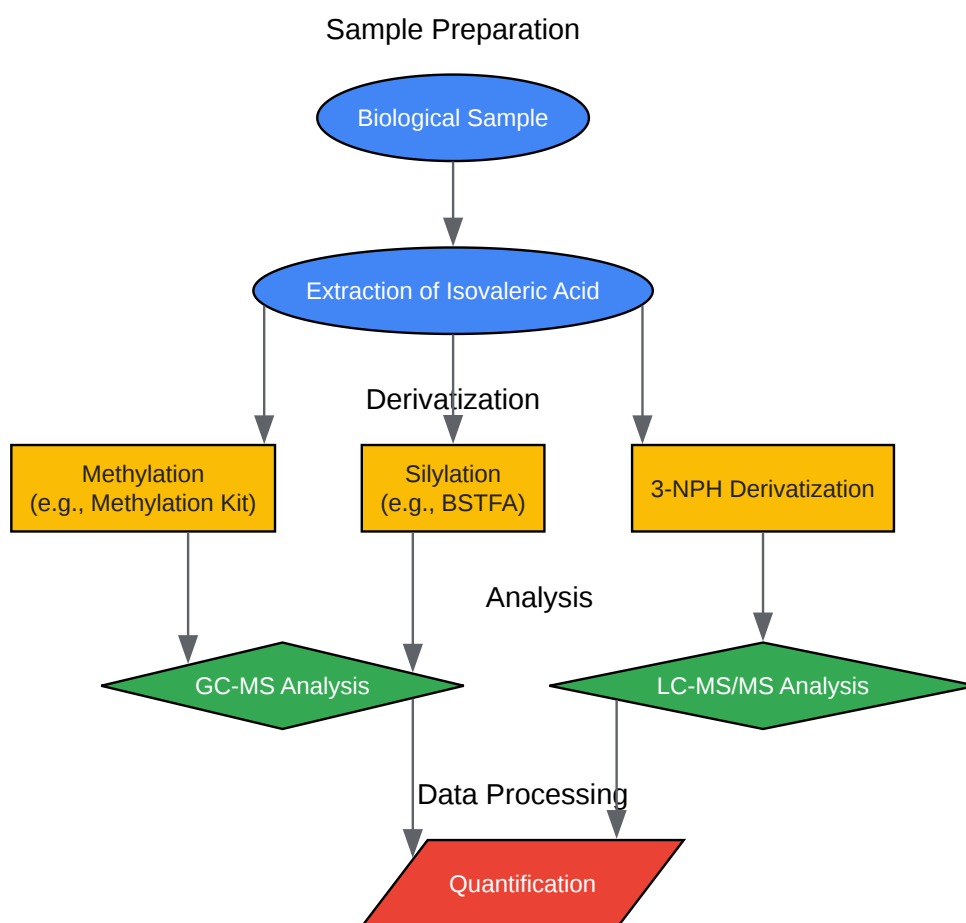 Sample Preparation
Biological Sample
Extraction of Isovaleric Acid
Derivatization
Methylation
(e.g., Methylation Kit)
Silylation
(e.g., BSTFA)
3-NPH Derivatization
Analysis
GC-MS Analysis
LC-MS/MS Analysis
Data Processing
Quantification